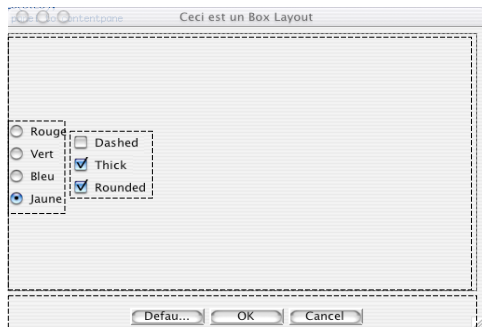 Ceci est un Box Layout
Rouge
Vert
Bleu
Jaune
Dashed
Thick
Rounded
Defau...
OK
Cancel